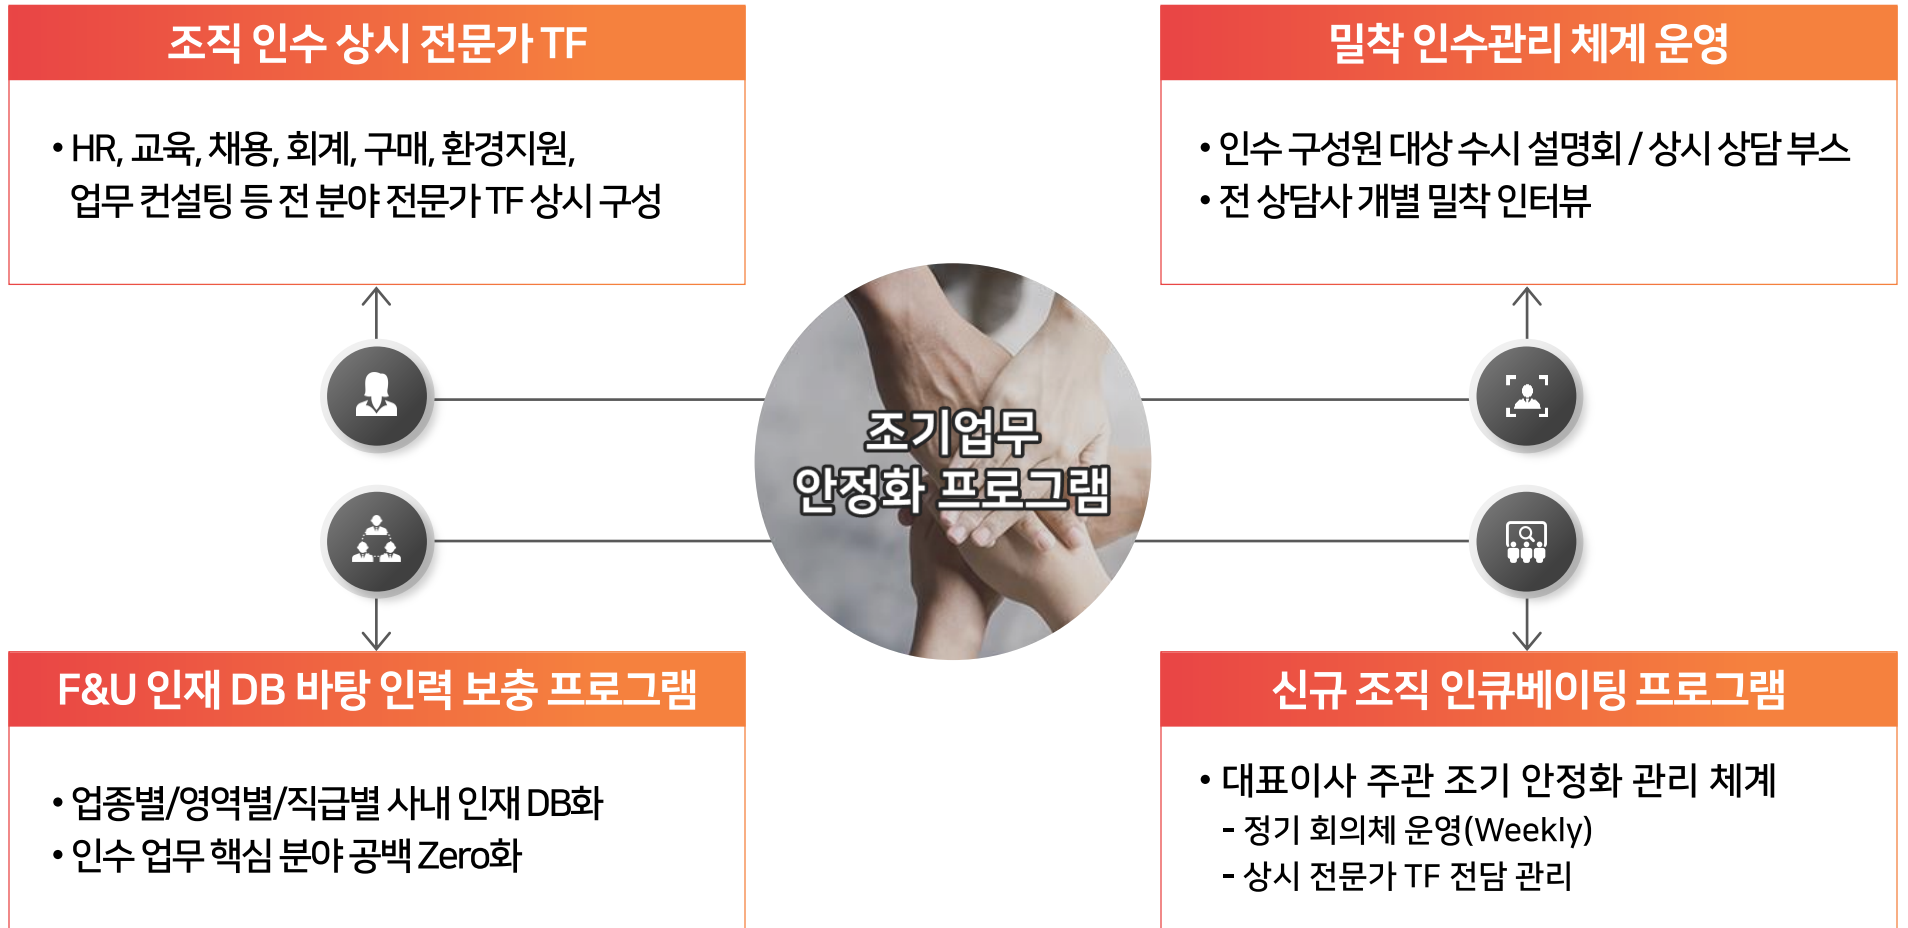 조직 인수 상시 전문가 TF
• HR, 교육, 채용, 회계, 구매, 환경지원,
업무 컨설팅 등 전 분야 전문가 TF 상시 구성
밀착 인수관리 체계 운영
• 인수 구성원 대상 수시 설명회 / 상시 상담 부스
• 전 상담사 개별 밀착 인터뷰
조기업무
안정화 프로그램
F&U 인재 DB 바탕 인력 보충 프로그램
• 업종별/영역별/직급별 사내 인재 DB화
• 인수 업무 핵심 분야 공백 Zero화
신규 조직 인큐베이팅 프로그램
• 대표이사 주관 조기 안정화 관리 체계
- 정기 회의체 운영(Weekly)
- 상시 전문가 TF 전담 관리